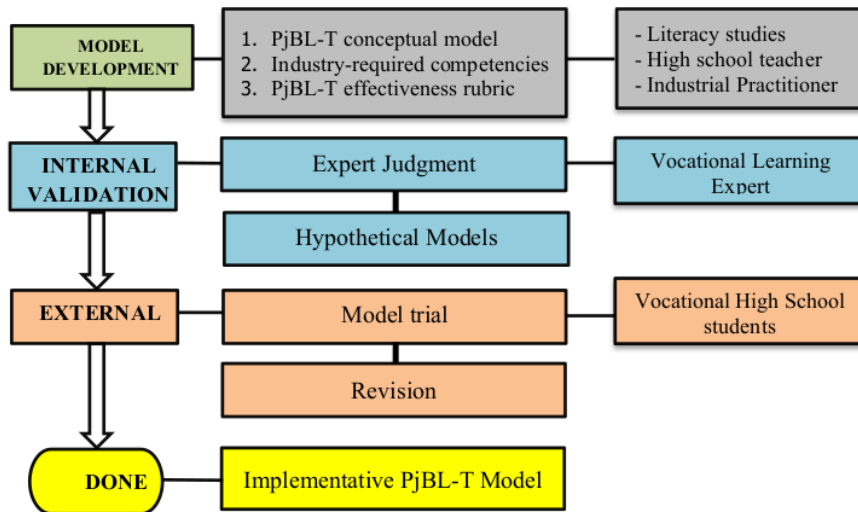 MODEL
DEVELOPMENT
1. PjBL-T conceptual model
2. Industry-required competencies
3. PjBL-T effectiveness rubric
- Literacy studies
- High school teacher
- Industrial Practitioner
INTERNAL
VALIDATION
Expert Judgment
Vocational Learning
Expert
Hypothetical Models
EXTERNAL
Model trial
Vocational High School
students
Revision
DONE
Implementative PjBL-T Model